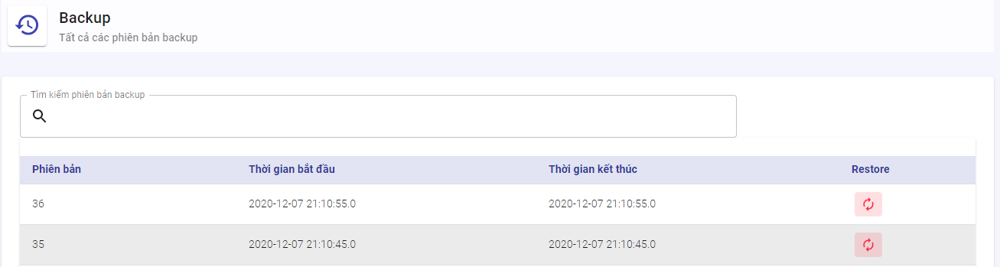 Backup
Tất cả các phiên bản backup
Tìm kiếm phiên bản backup
Phiên bản Thời gian bắt đầu Thời gian kết thúc Restore
36 2020-12-07 21:10:55.0 2020-12-07 21:10:55.0
35 2020-12-07 21:10:45.0 2020-12-07 21:10:45.0